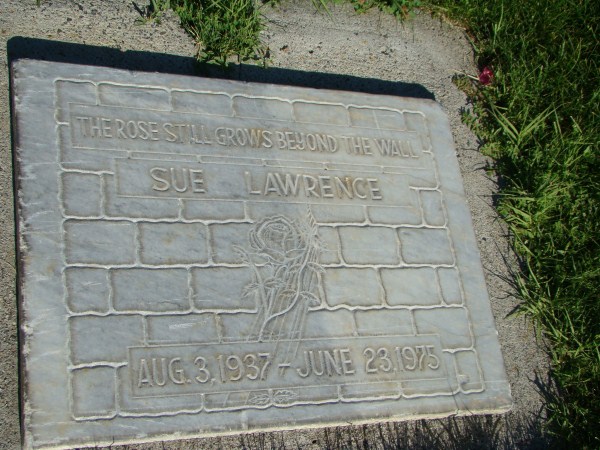 THE ROSE STILL GROWS BEYOND THE WALL
SUE LAWRENCE
AUG. 3, 1937 - JUNE 23, 1975